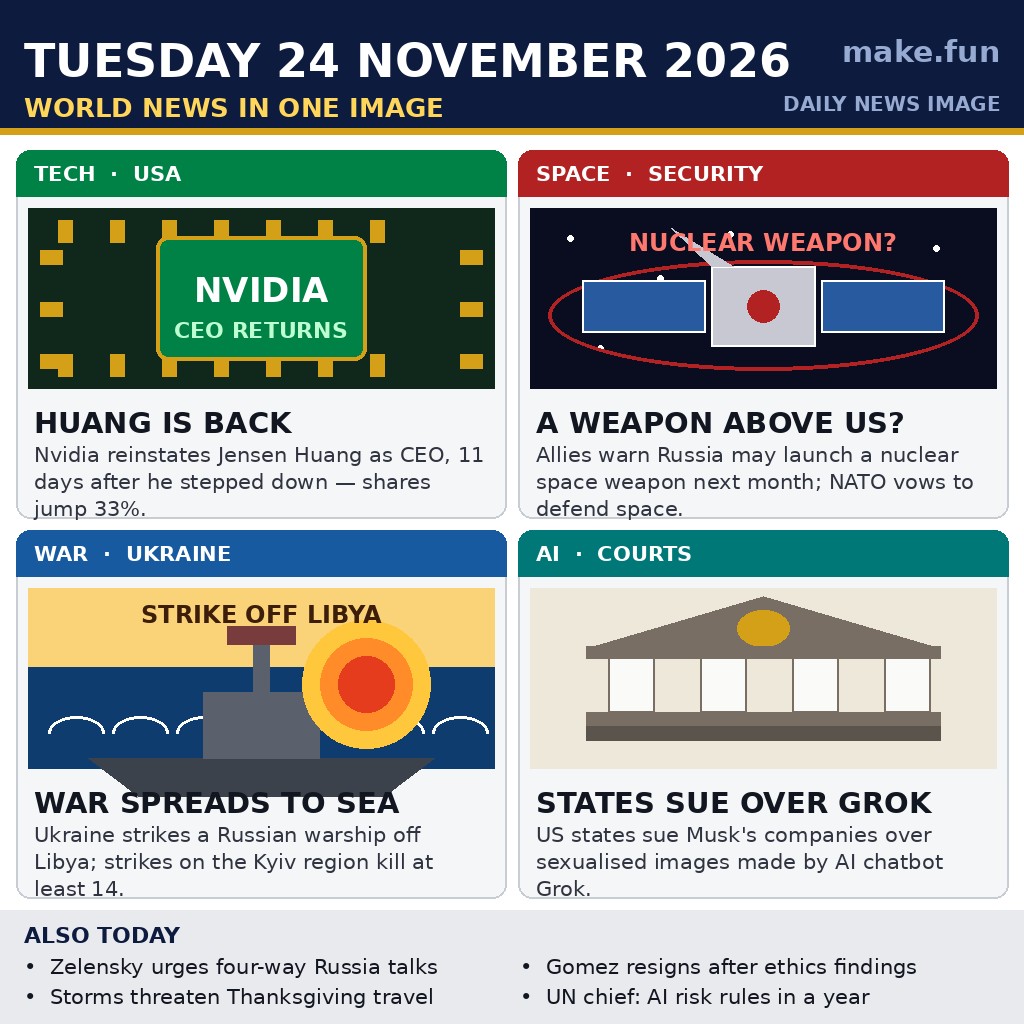 TUESDAY 24 NOVEMBER 2026
make.fun
WORLD NEWS IN ONE IMAGE
DAILY NEWS IMAGE
TECH · USA
NVIDIA
CEO RETURNS
HUANG IS BACK
Nvidia reinstates Jensen Huang as CEO, 11
days after he stepped down — shares
jump 33%.
SPACE · SECURITY
NUCLEAR WEAPON?
A WEAPON ABOVE US?
Allies warn Russia may launch a nuclear
space weapon next month; NATO vows to
defend space.
WAR · UKRAINE
STRIKE OFF LIBYA
WAR SPREADS TO SEA
Ukraine strikes a Russian warship off
Libya; strikes on the Kyiv region kill at
least 14.
AI · COURTS
STATES SUE OVER GROK
US states sue Musk's companies over
sexualised images made by AI chatbot
Grok.
ALSO TODAY
• Zelensky urges four-way Russia talks
• Storms threaten Thanksgiving travel
• Gomez resigns after ethics findings
• UN chief: AI risk rules in a year